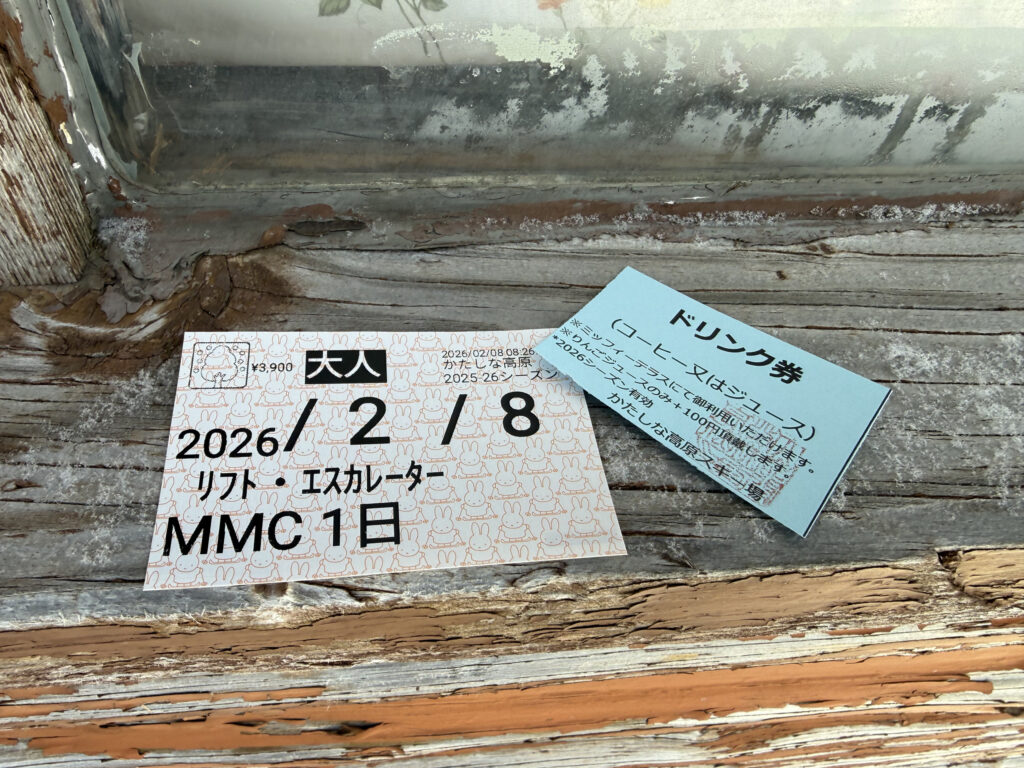 ¥3,900
大人
2026/02/08 08:26
かたしな高原
2025-26シーズン
2026/ 2 / 8
リフト・エスカレーター
MMC 1日
ドリンク券
(コーヒー又はジュース)
※ミッフィーテラスにて御利用いただけます。
※りんごジュースのみ+100円頂戴します。
*2026シーズン有効
かたしな高原スキー場